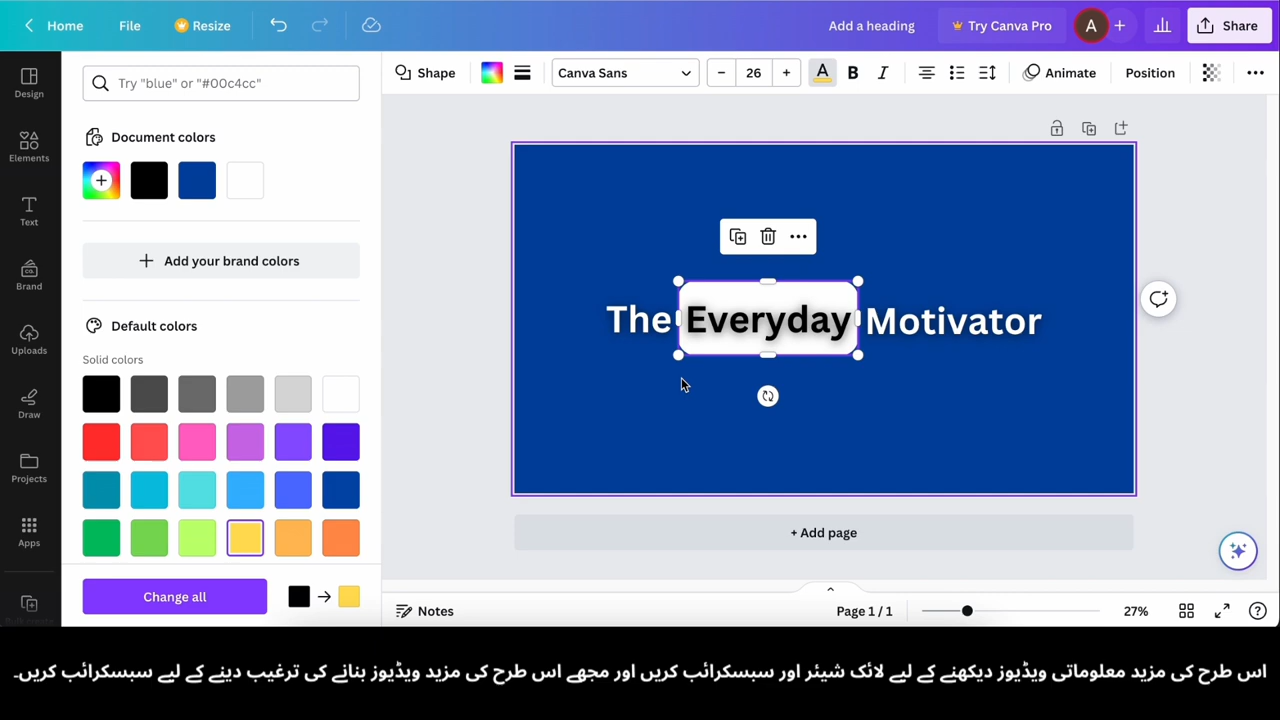 Home File Resize Add a heading Try Canva Pro A Share
Try "blue" or "#00c4cc" Shape Canva Sans 26 A B I Animate Position
Design
Document colors
Elements
Text
Add your brand colors
Brand
Default colors
Uploads
Solid colors
Draw
Projects
Apps
Change all
The Everyday Motivator
+ Add page
Notes Page 1 / 1 27%
اس طرح کی مزید معلوماتی ویڈیوز دیکھنے کے لیے لائک شیئر اور سبسکرائب کریں اور مجھے اس طرح کی مزید ویڈیوز بنانے کی ترغیب دینے کے لیے سبسکرائب کریں۔